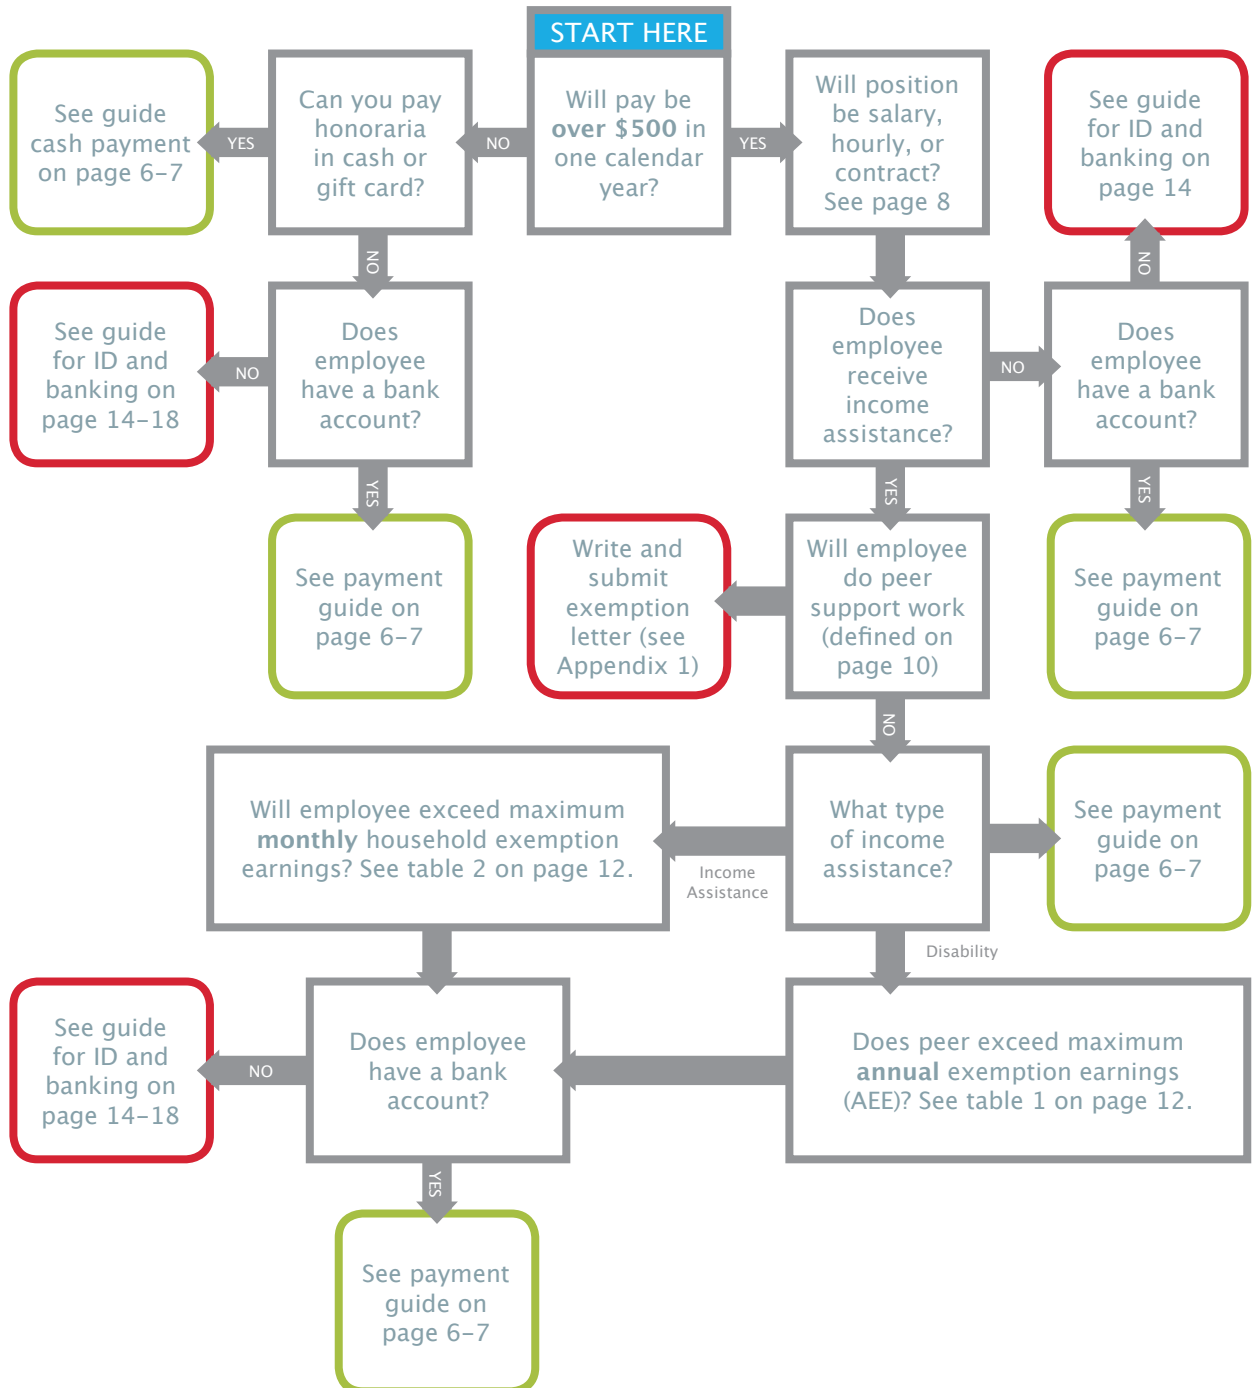 START HERE
See guide
cash payment
on page 6–7
YES
Can you pay
honoraria
in cash or
gift card?
NO
Will pay be
over $500 in
one calendar
year?
YES
Will position
be salary,
hourly, or
contract?
See page 8
See guide
for ID and
banking on
page 14
NO
NO
See guide
for ID and
banking on
page 14–18
NO
Does
employee
have a bank
account?
Does
employee
receive
income
assistance?
NO
Does
employee
have a bank
account?
YES
YES
YES
See payment
guide on
page 6–7
Write and
submit
exemption
letter (see
Appendix 1)
Will employee
do peer
support work
(defined on
page 10)
See payment
guide on
page 6–7
NO
Will employee exceed maximum
monthly household exemption
earnings? See table 2 on page 12.
Income
Assistance
What type
of income
assistance?
See payment
guide on
page 6–7
Disability
See guide
for ID and
banking on
page 14–18
NO
Does employee
have a bank
account?
Does peer exceed maximum
annual exemption earnings
(AEE)? See table 1 on page 12.
YES
See payment
guide on
page 6–7